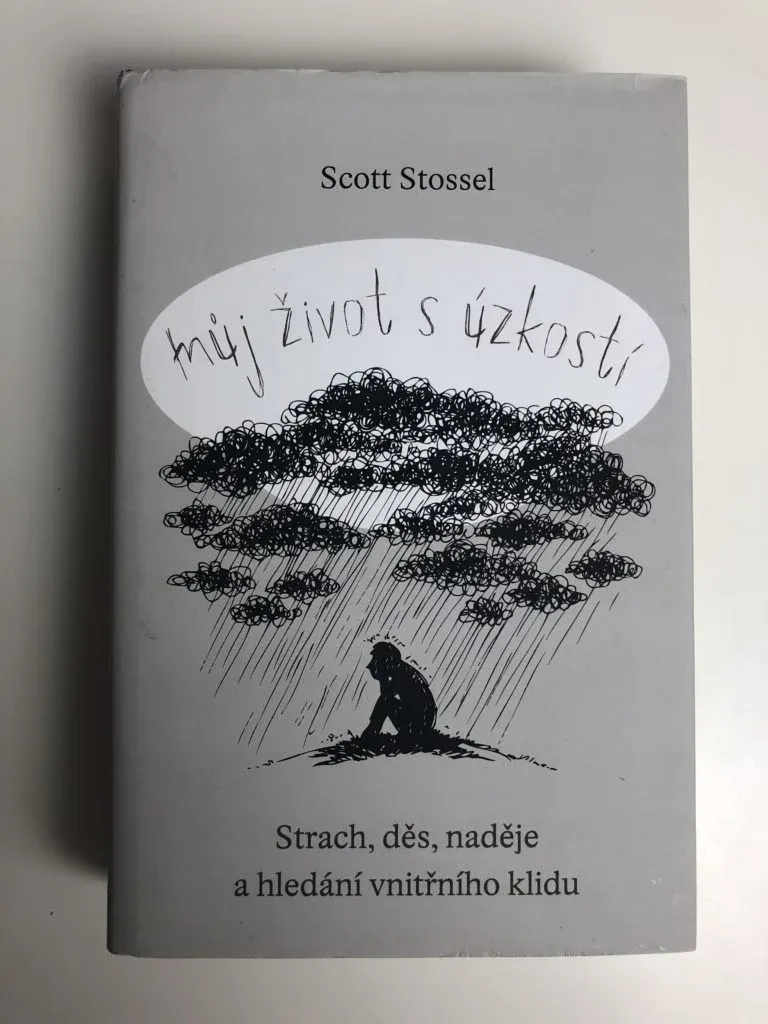 Scott Stossel
můj život s úzkostí
Strach, děs, naděje
a hledání vnitřního klidu